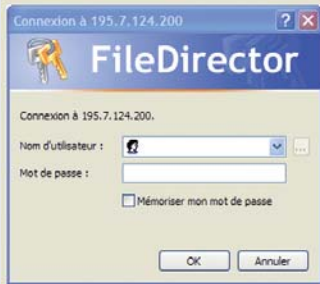 Connexion à 195.7.124.200
FileDirector
Connexion à 195.7.124.200.
Nom d'utilisateur :
...
Mot de passe :
Mémoriser mon mot de passe
OK Annuler